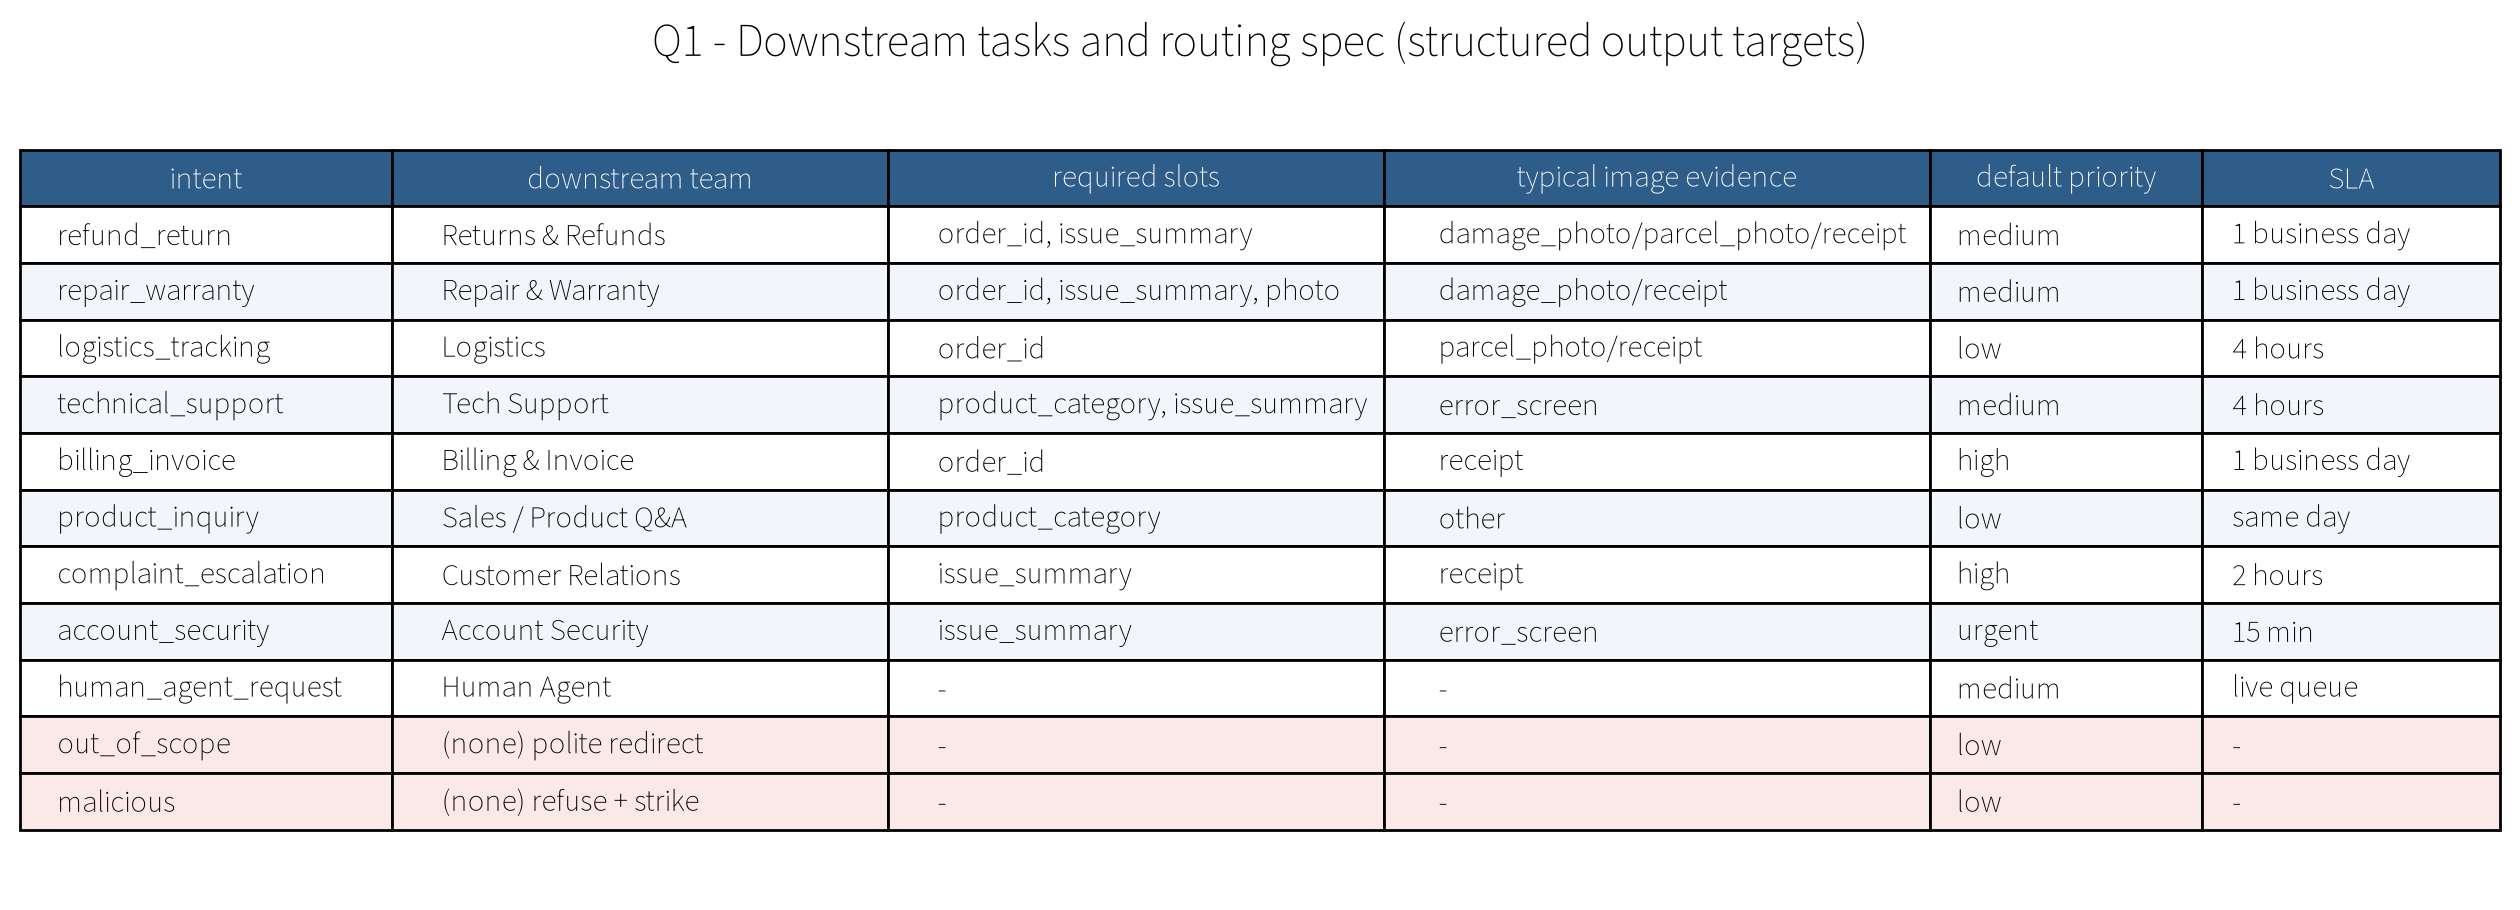 Q1 - Downstream tasks and routing spec (structured output targets)
intent downstream team required slots typical image evidence default priority SLA
refund_return Returns & Refunds order_id, issue_summary damage_photo/parcel_photo/receipt medium 1 business day
repair_warranty Repair & Warranty order_id, issue_summary, photo damage_photo/receipt medium 1 business day
logistics_tracking Logistics order_id parcel_photo/receipt low 4 hours
technical_support Tech Support product_category, issue_summary error_screen medium 4 hours
billing_invoice Billing & Invoice order_id receipt high 1 business day
product_inquiry Sales / Product Q&A product_category other low same day
complaint_escalation Customer Relations issue_summary receipt high 2 hours
account_security Account Security issue_summary error_screen urgent 15 min
human_agent_request Human Agent - - medium live queue
out_of_scope (none) polite redirect - - low -
malicious (none) refuse + strike - - low -